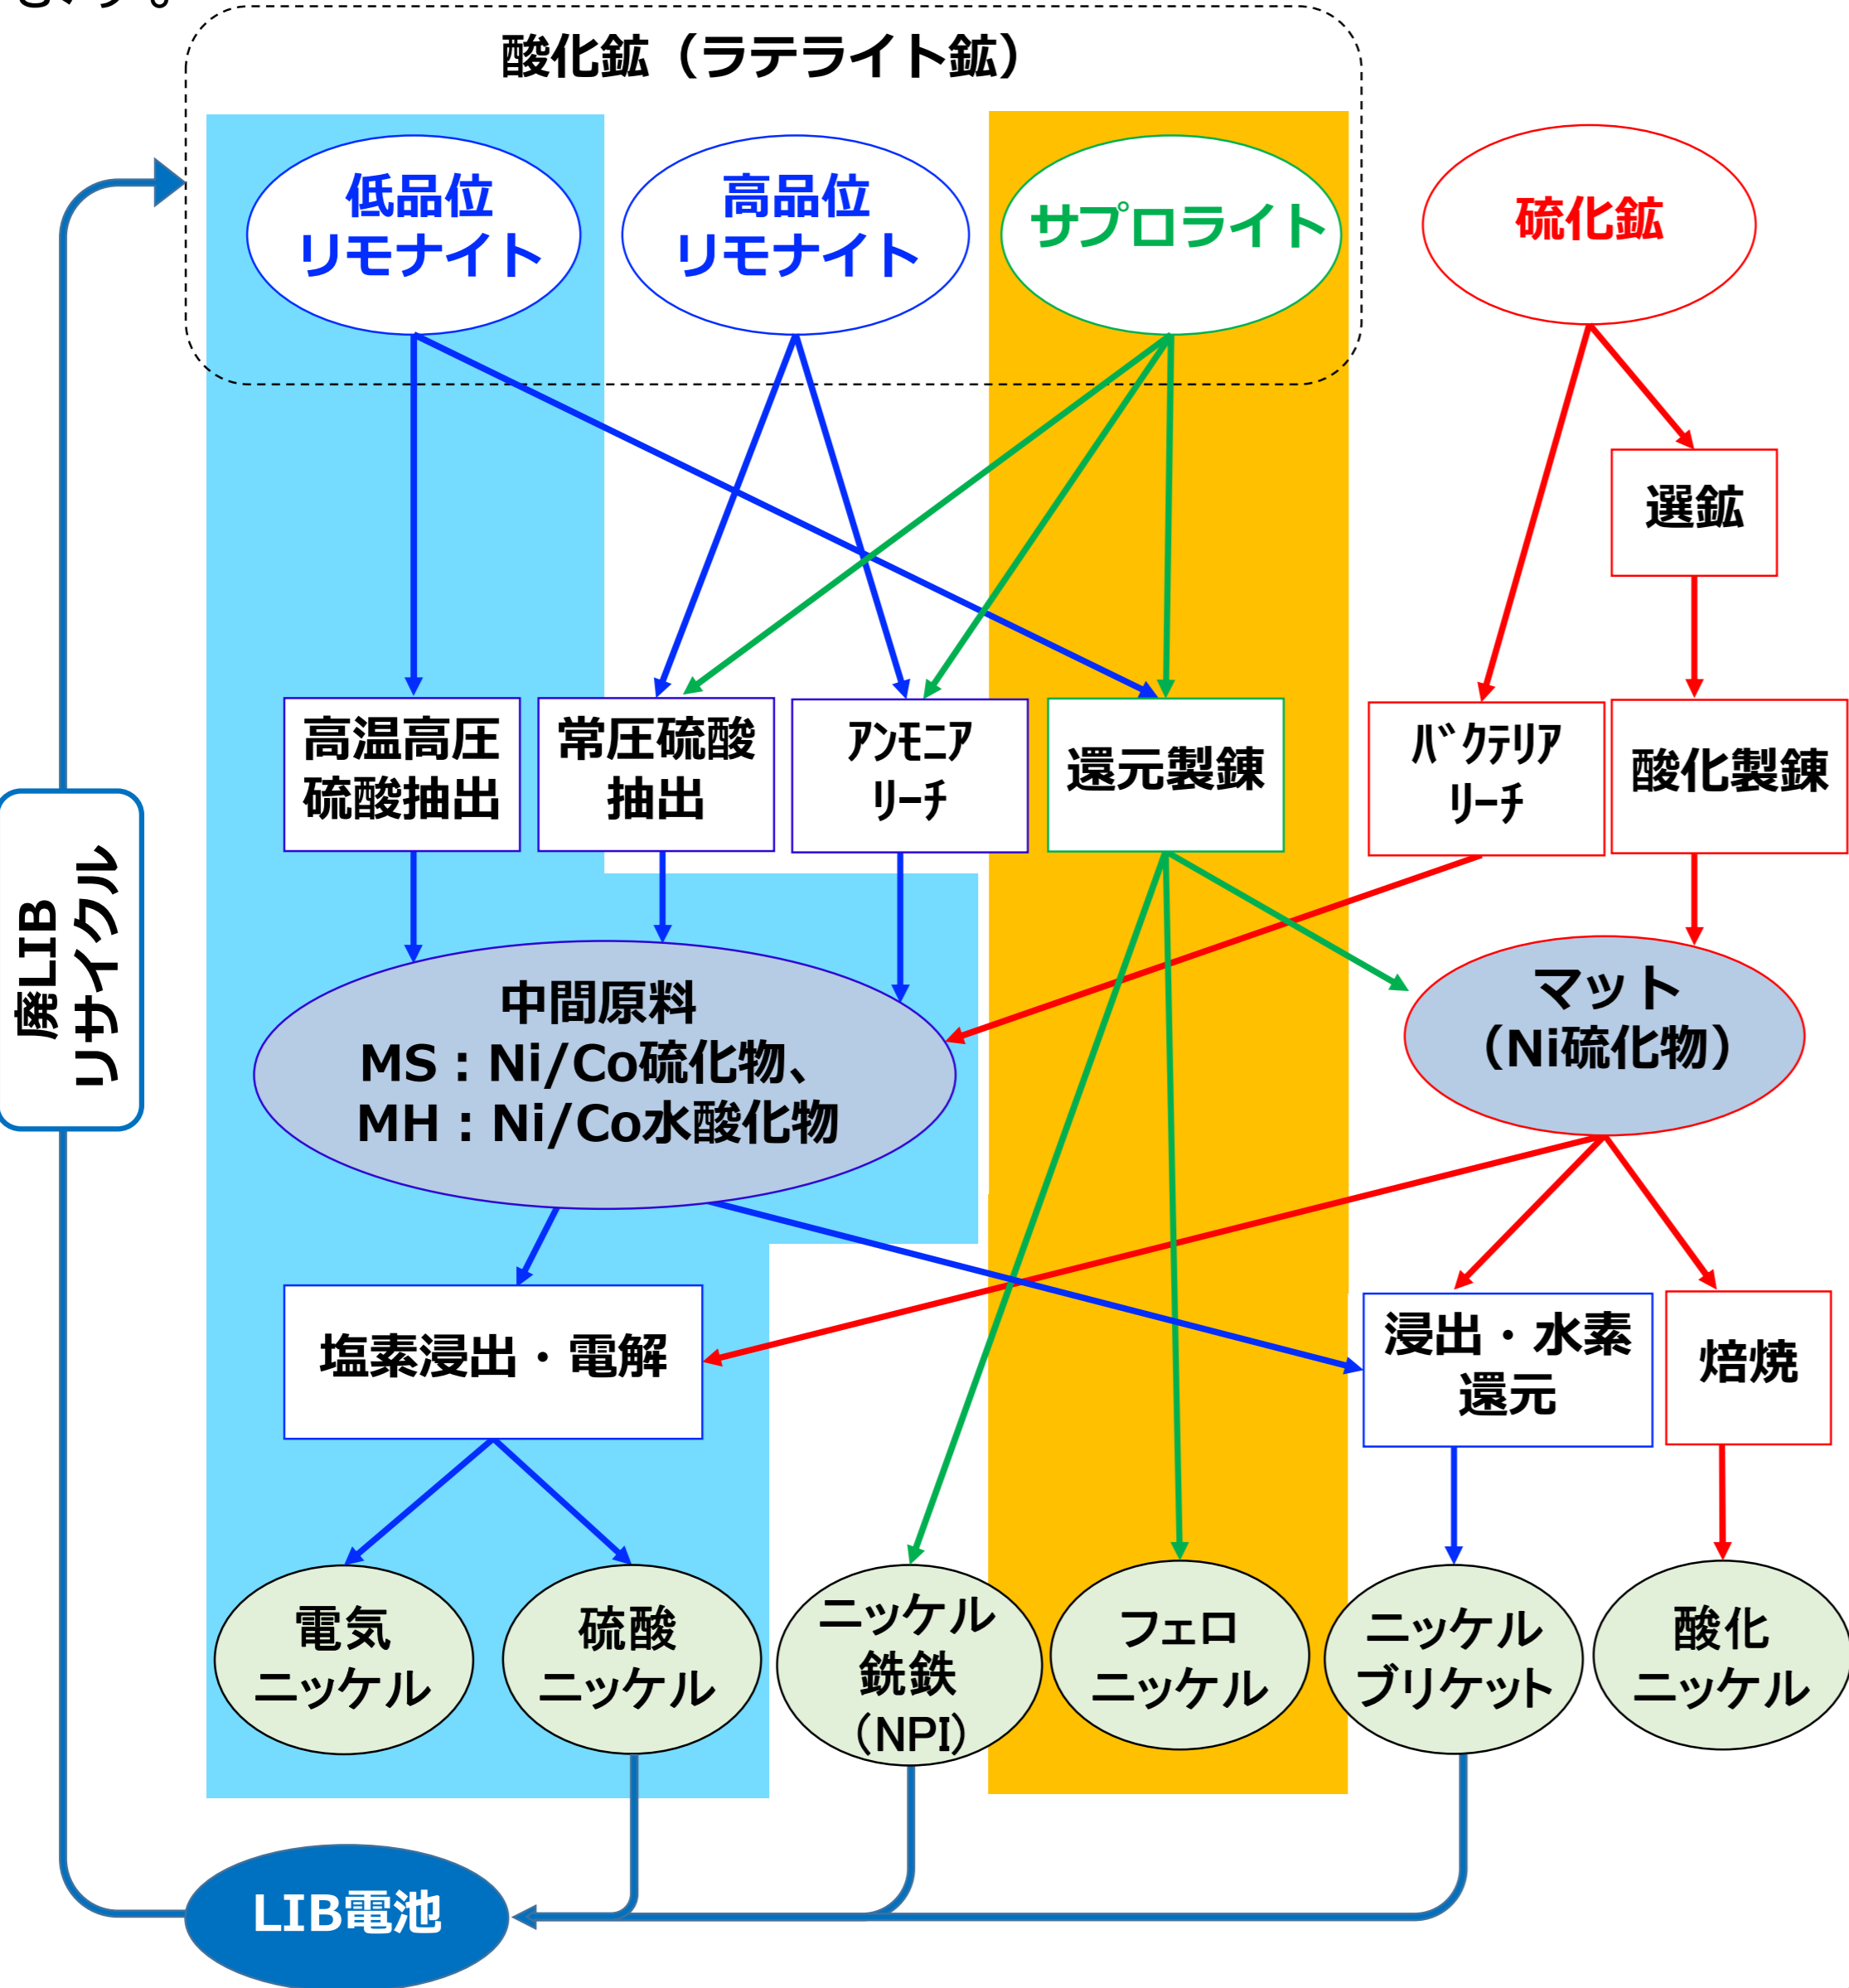 酸化鉱（ラテライト鉱）
低品位
リモナイト
高品位
リモナイト
サプロライト
硫化鉱
選鉱
高温高圧
硫酸抽出
常圧硫酸
抽出
ｱﾝﾓﾆｱ
ﾘｰﾁ
還元製錬
ﾊﾞｸﾃﾘｱ
ﾘｰﾁ
酸化製錬
廃LIB
リサイクル
中間原料
MS：Ni/Co硫化物、
MH：Ni/Co水酸化物
マット
（Ni硫化物）
塩素浸出・電解
浸出・水素
還元
焙焼
電気
ニッケル
硫酸
ニッケル
ニッケル
銑鉄
（NPI）
フェロ
ニッケル
ニッケル
ブリケット
酸化
ニッケル
LIB電池